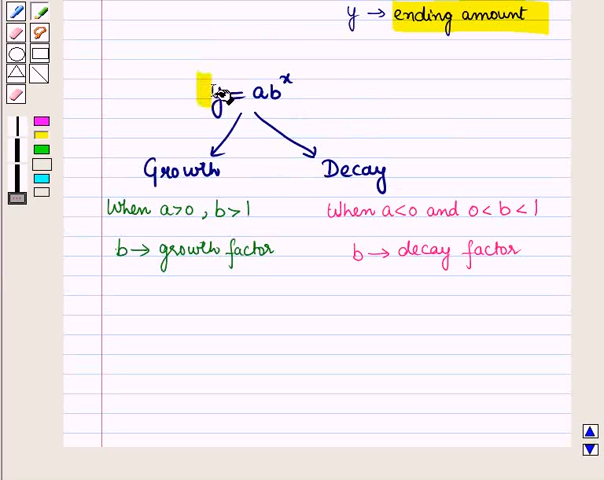 y → ending amount
y = ab^x
Growth
Decay
When a>0, b>1
When a<0 and 0<b<1
b → growth factor
b → decay factor